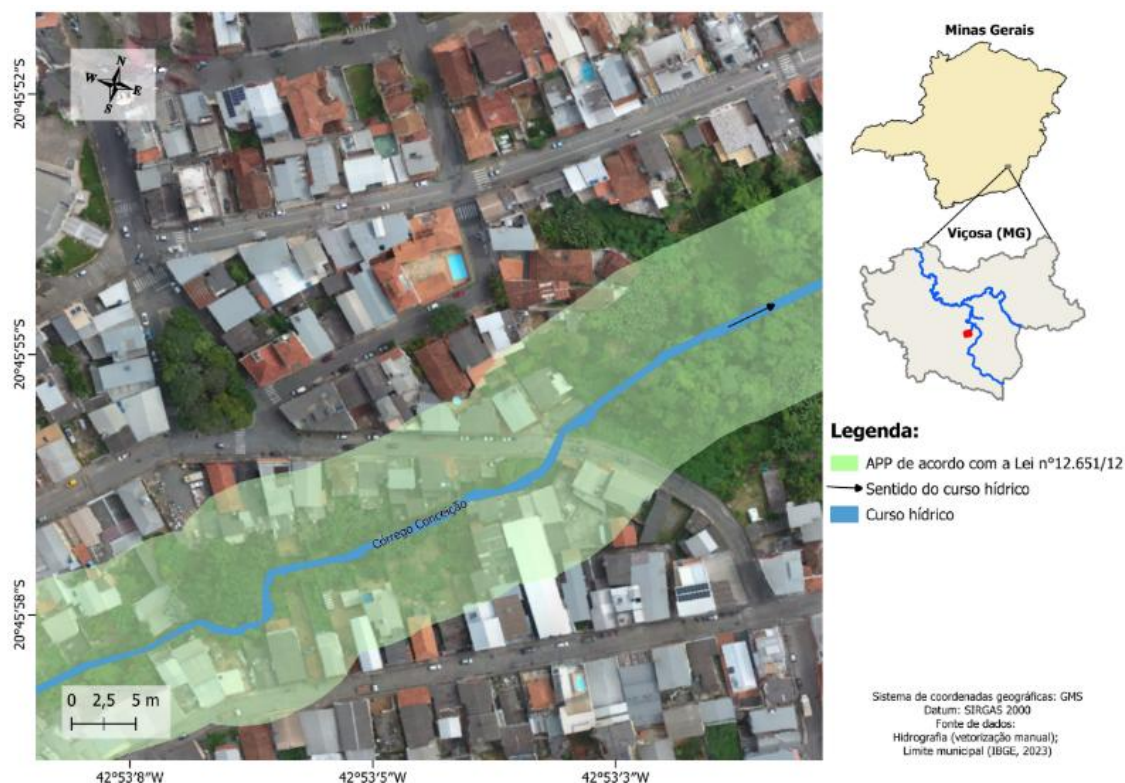 Minas Gerais
N
W E
S
20°45'52"S
Viçosa (MG)
20°45'55"S
Legenda:
APP de acordo com a Lei n°12.651/12
Sentido do curso hídrico
Curso hídrico
Córrego Conceição
20°45'58"S
0 2,5 5 m
Sistema de coordenadas geográficas: GMS
Datum: SIRGAS 2000
Fonte de dados:
Hidrografia (vetorização manual);
Limite municipal (IBGE, 2023)
42°53'8"W 42°53'5"W 42°53'3"W